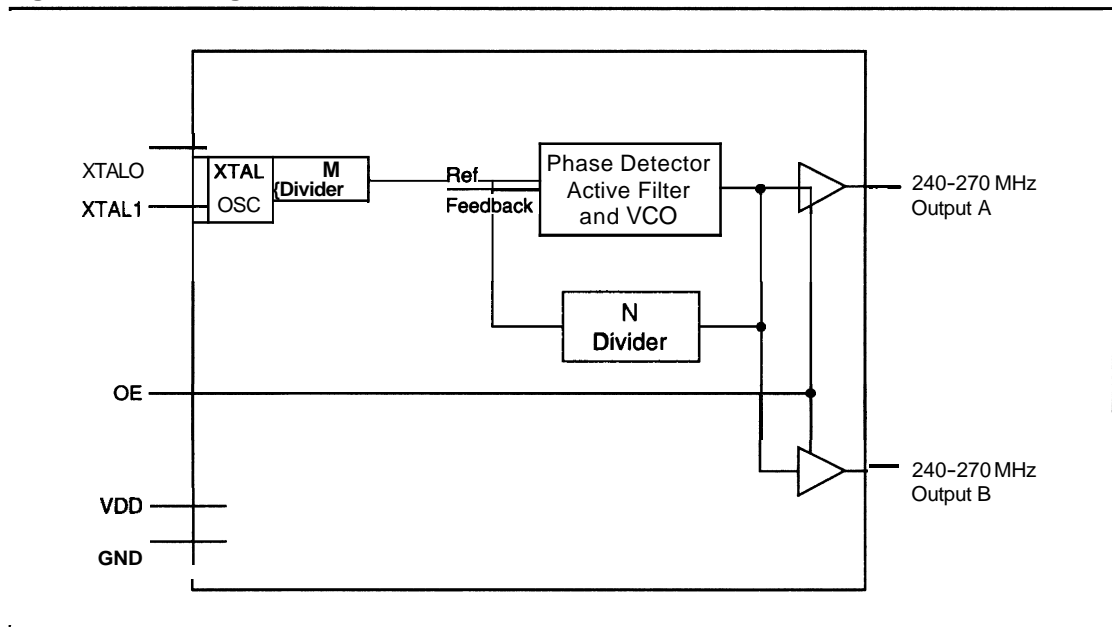 XTALO
XTAL1
XTAL
OSC
M
{Divider
Ref
Feedback
Phase Detector
Active Filter
and VCO
240-270 MHz
Output A
N
Divider
OE
240-270 MHz
Output B
VDD
GND